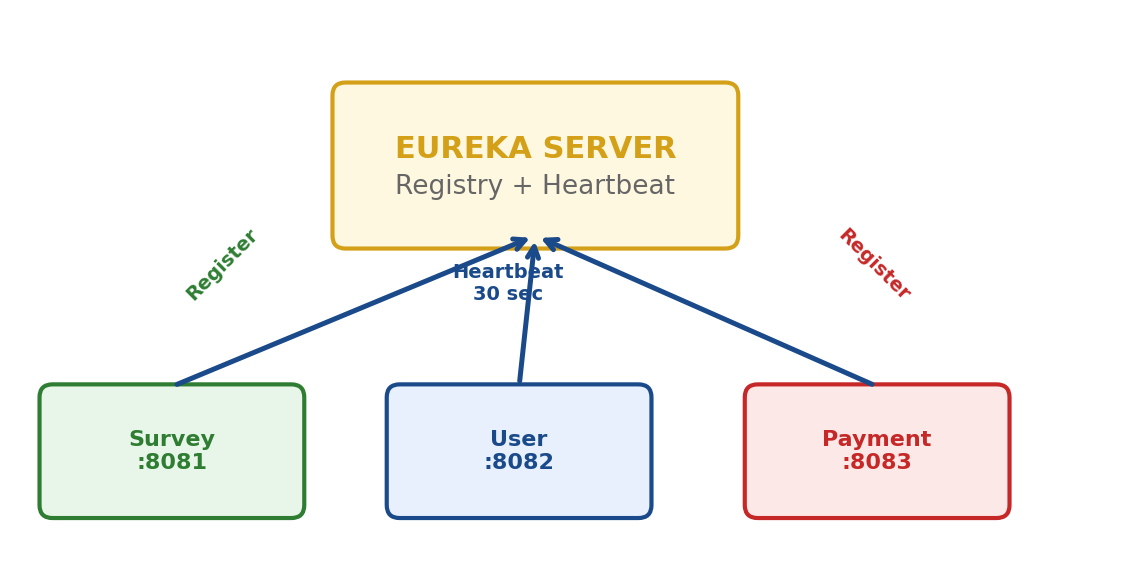 EUREKA SERVER
Registry + Heartbeat
Register
Heartbeat
30 sec
Register
Survey
:8081
User
:8082
Payment
:8083